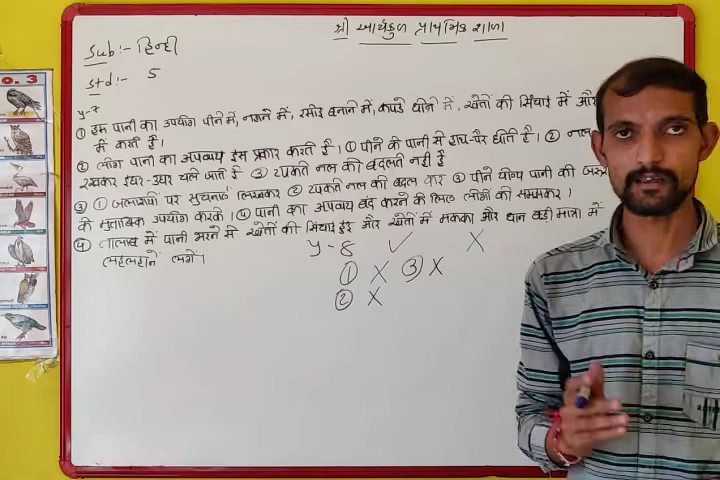 श्री आर्यकुल प्राथमिक शाळा
Sub:- हिन्दी
Std:- 5
O. 3
① हम पानी का उपयोग पीने में, नहाने में, रसोई बनाने में, कपडे धोने में, खेतों की सिंचाई में और
में करते हैं।
② लोग पानी का अपव्यय इस प्रकार करते हैं। ① पीने के पानी से हाथ-पैर धोते हैं। ② नल
रखकर इधर-उधर चले जाते हैं ③ टपकते नल को बदलते नहीं हैं
③ ① जलाशयों पर सुचनाएँ लिखकर ② टपकते नल को बदल कर ③ पीने योग्य पानी की जरूर
के मुताबिक उपयोग करके। ④ पानी का अपव्यय बंद करने के लिए लोगों को समझाकर।
④ तालाब में पानी भरने से खेतों की सिंचाई हुई और खेतों में मकका और धान बड़ी मात्रा में
लहलहाने लगे।
y-8 ✓ X
① X ③ X
② X